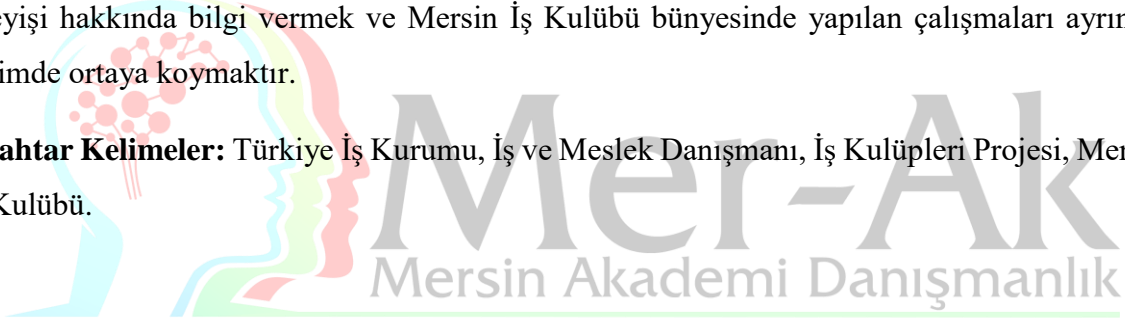 eyişi hakkında bilgi vermek ve Mersin İş Kulübü bünyesinde yapılan çalışmaları ayrın
imde ortaya koymaktır.
ahtar Kelimeler: Türkiye İş Kurumu, İş ve Meslek Danışmanı, İş Kulüpleri Projesi, Mer
Kulübü.
Mer-Ak
Mersin Akademi Danışmanlık